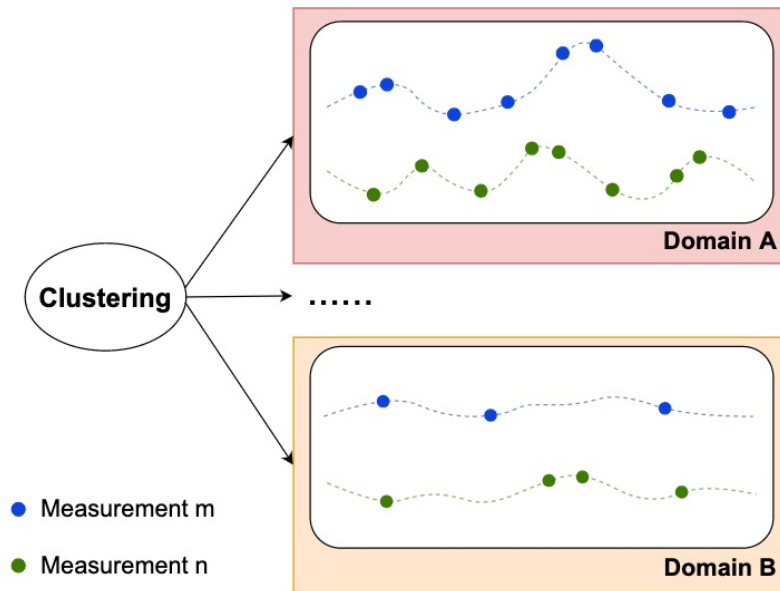 Domain A
Clustering
......
Domain B
Measurement m
Measurement n